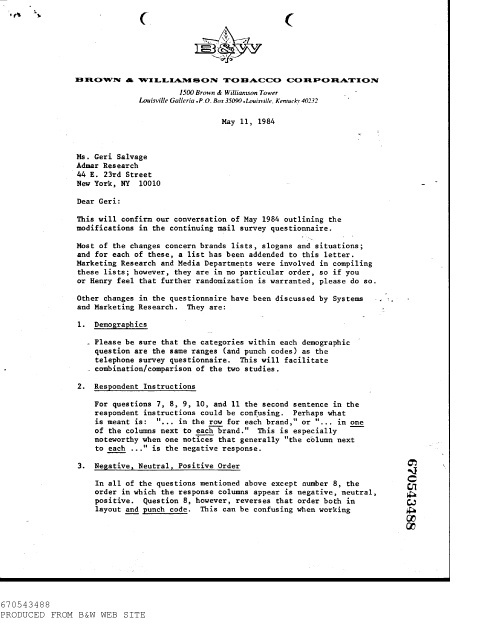 B&W
BROWN & WILLIAMSON TOBACCO CORPORATION
1500 Brown & Williamson Tower
Louisville Galleria • P. O. Box 35090 • Louisville, Kentucky 40232
May 11, 1984
Ms. Geri Salvage
Admar Research
44 E. 23rd Street
New York, NY 10010
Dear Geri:
This will confirm our conversation of May 1984 outlining the
modifications in the continuing mail survey questionnaire.
Most of the changes concern brands lists, slogans and situations;
and for each of these, a list has been addended to this letter.
Marketing Research and Media Departments were involved in compiling
these lists; however, they are in no particular order, so if you
or Henry feel that further randomization is warranted, please do so.
Other changes in the questionnaire have been discussed by Systems
and Marketing Research. They are:
1. Demographics
Please be sure that the categories within each demographic
question are the same ranges (and punch codes) as the
telephone survey questionnaire. This will facilitate
combination/comparison of the two studies.
2. Respondent Instructions
For questions 7, 8, 9, 10, and 11 the second sentence in the
respondent instructions could be confusing. Perhaps what
is meant is: "... in the row for each brand," or "... in one
of the columns next to each brand." This is especially
noteworthy when one notices that generally "the column next
to each ..." is the negative response.
3. Negative, Neutral, Positive Order
In all of the questions mentioned above except number 8, the
order in which the response columns appear is negative, neutral,
positive. Question 8, however, reverses that order both in
layout and punch code. This can be confusing when working
670543488
670543488
PRODUCED FROM B&W WEB SITE